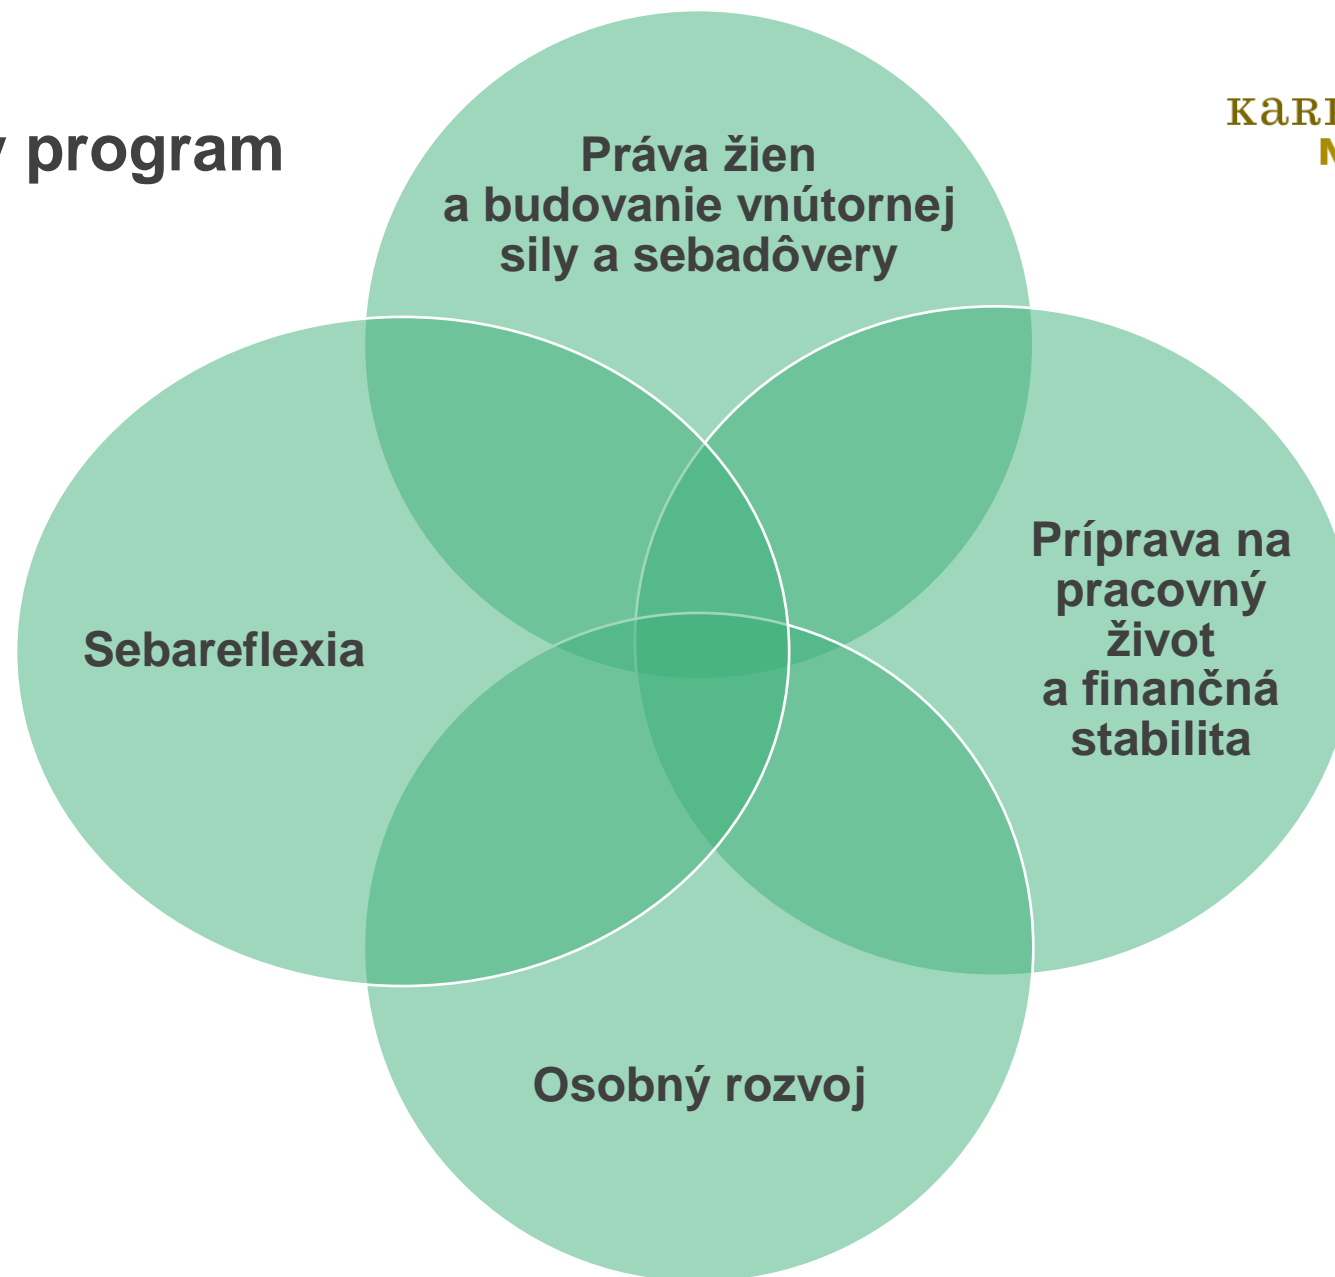 program
Práva žien
a budovanie vnútornej
sily a sebadôvery
Príprava na
pracovný
život
a finančná
stabilita
Sebareflexia
Osobný rozvoj